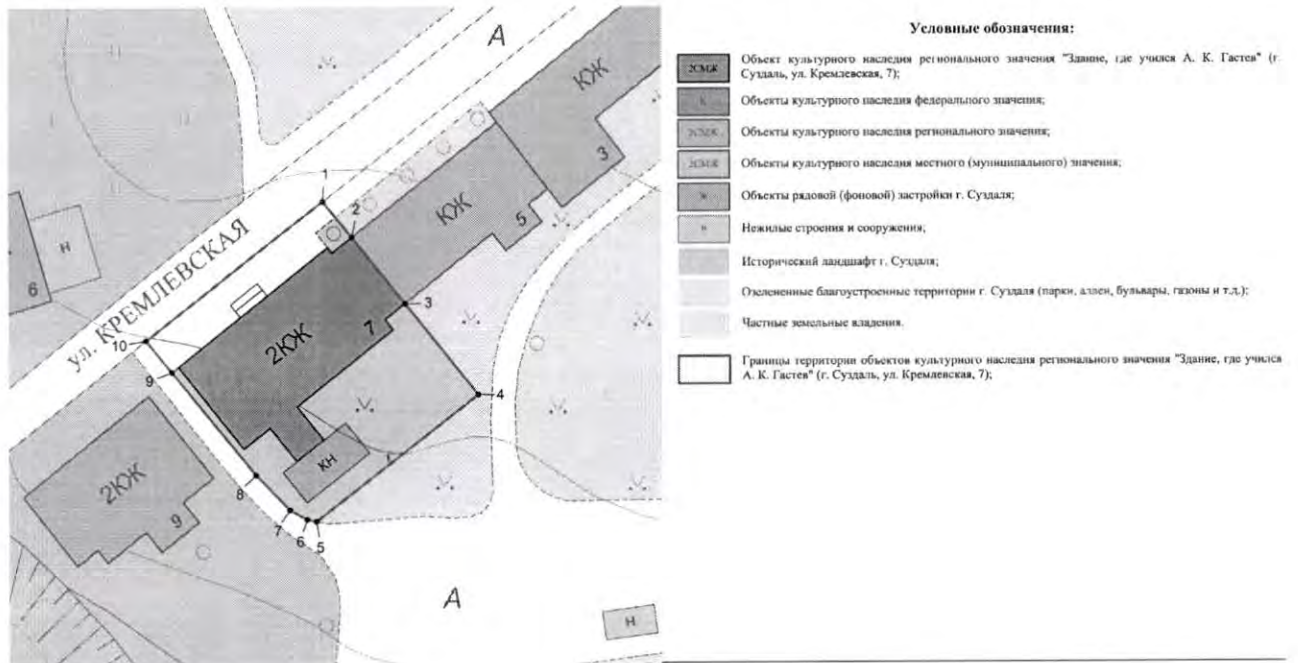 А
КЖ
3
1
2
КЖ
5
ул. КРЕМЛЕВСКАЯ
н
6
3
10
7
2КЖ
9
4
8
КН
2КЖ
9
7
6
5
А
н
Условные обозначения:
2СМЖ
Объект культурного наследия регионального значения "Здание, где учился А. К. Гастев" (г.
Суздаль, ул. Кремлевская, 7);
К
Объекты культурного наследия федерального значения;
2СМЖ
Объекты культурного наследия регионального значения;
2СМЖ
Объекты культурного наследия местного (муниципального) значения;
Ж
Объекты рядовой (фоновой) застройки г. Суздаля;
н
Нежилые строения и сооружения;
Исторический ландшафт г. Суздаля;
Озелененные благоустроенные территории г. Суздаля (парки, аллеи, бульвары, газоны и т.д.);
Частные земельные владения.
Границы территории объектов культурного наследия регионального значения "Здание, где учился
А. К. Гастев" (г. Суздаль, ул. Кремлевская, 7);